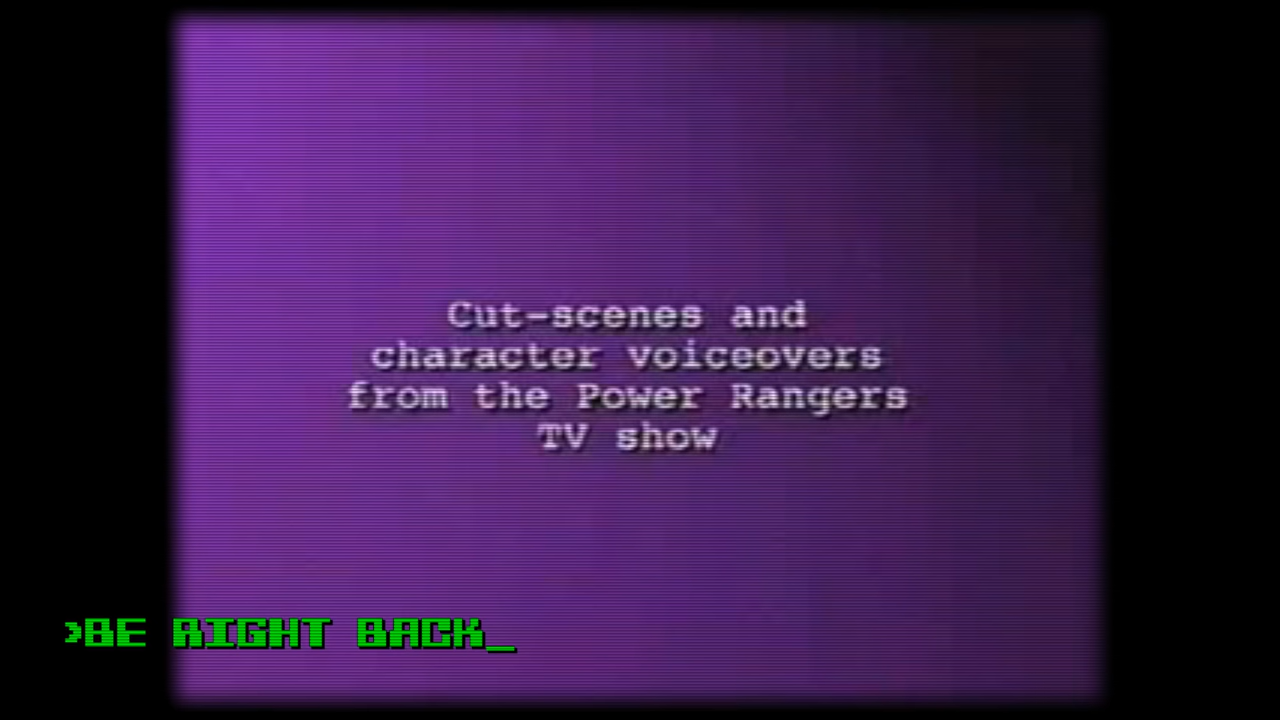 Cut-scenes and
character voiceovers
from the Power Rangers
TV show
>BE RIGHT BACK_